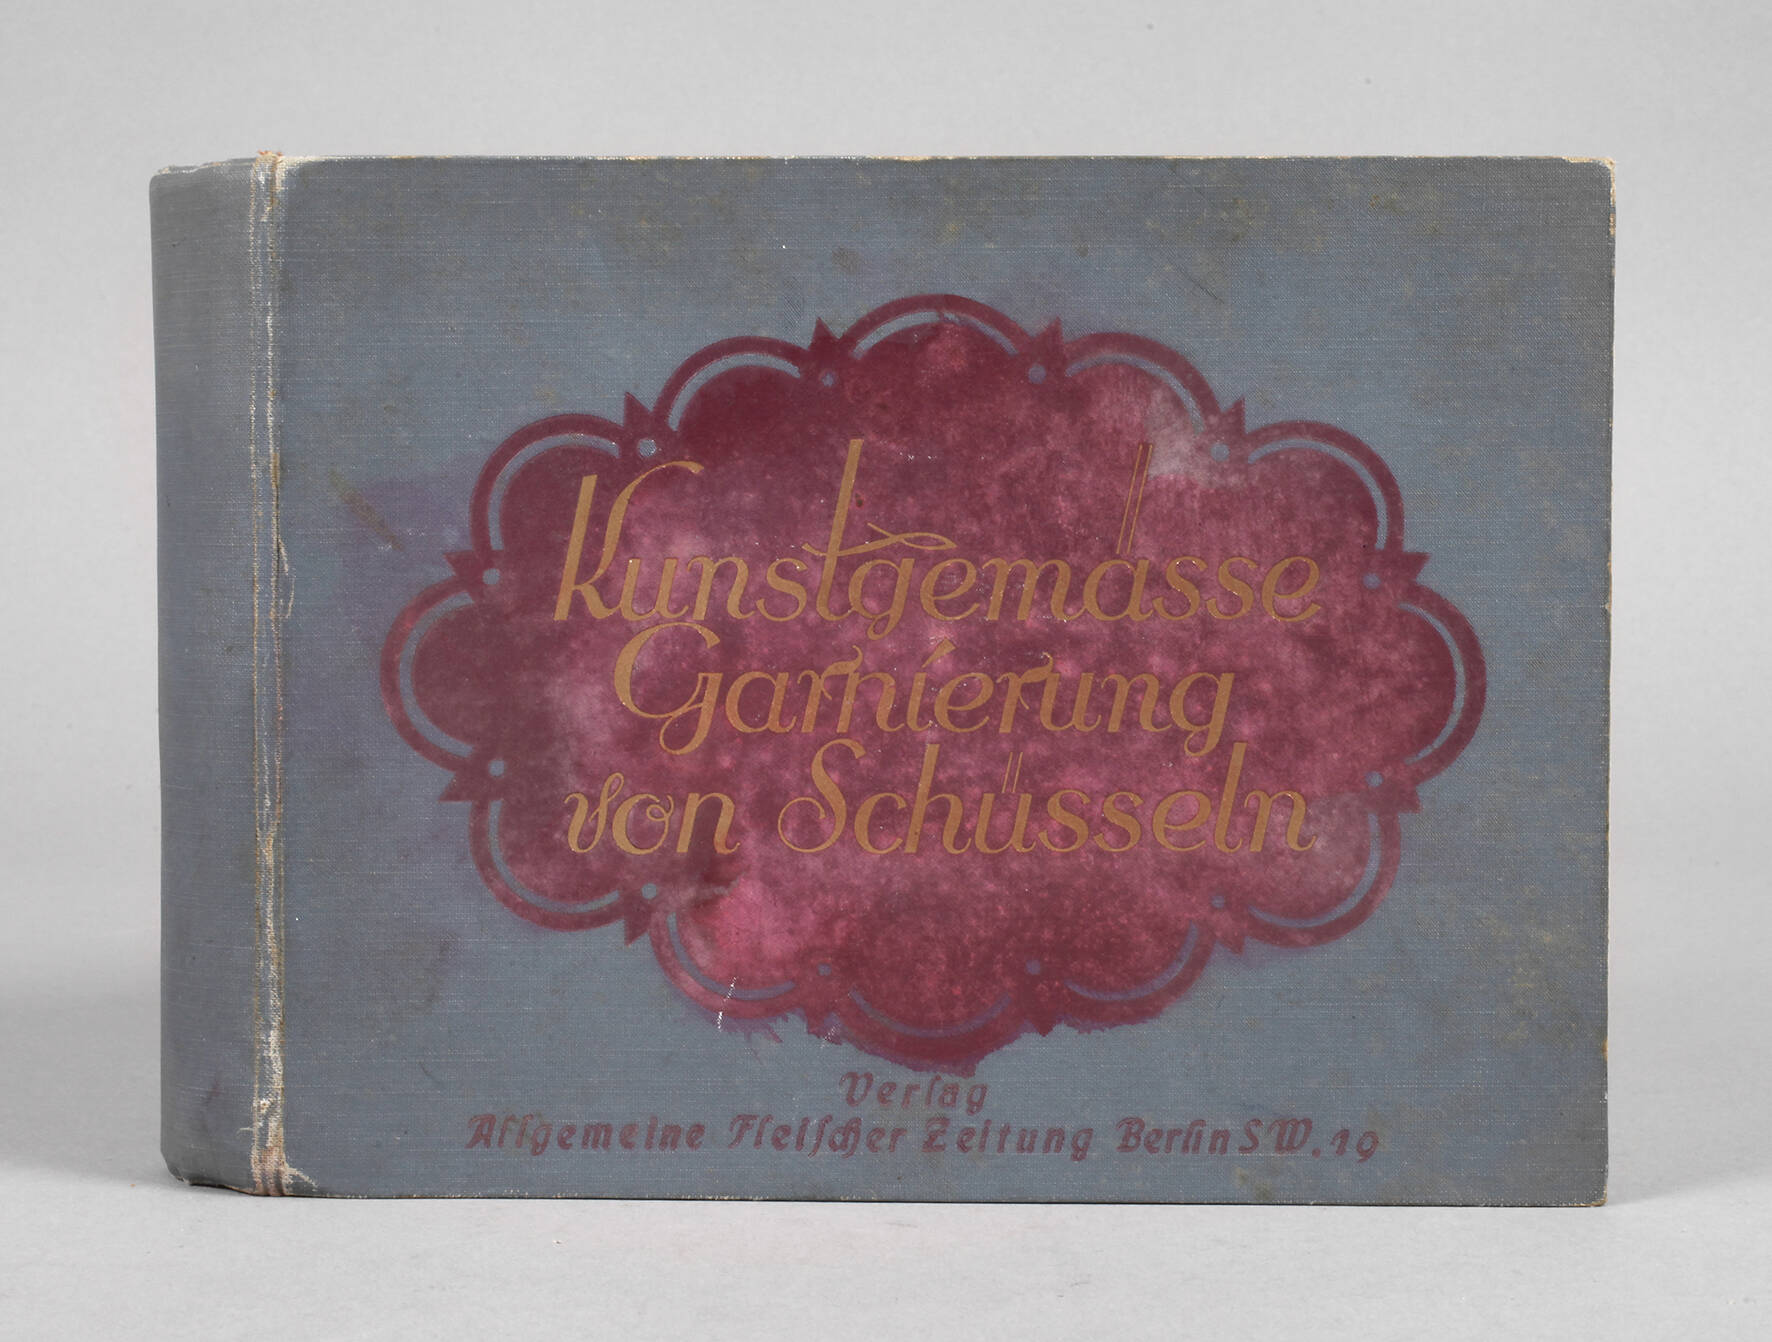 Kunstgemässe
Garnierung
von Schüsseln
Verlag
Allgemeine Fleischer Zeitung Berlin SW. 19